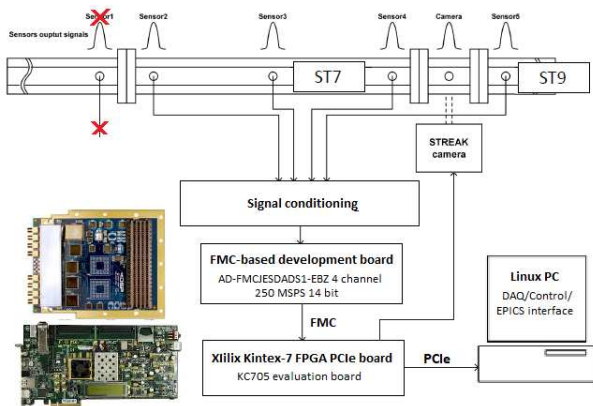 Sensors ouptut signals
Sensor1
Sensor2
Sensor3
Sensor4
Camera
Sensor6
ST7
ST9
STREAK
camera
Signal conditioning
FMC-based development board
AD-FMCJESDADS1-EBZ 4 channel
250 MSPS 14 bit
FMC
Linux PC
DAQ/Control/
EPICS interface
XIilix Kintex-7 FPGA PCIe board
KC705 evaluation board
PCIe